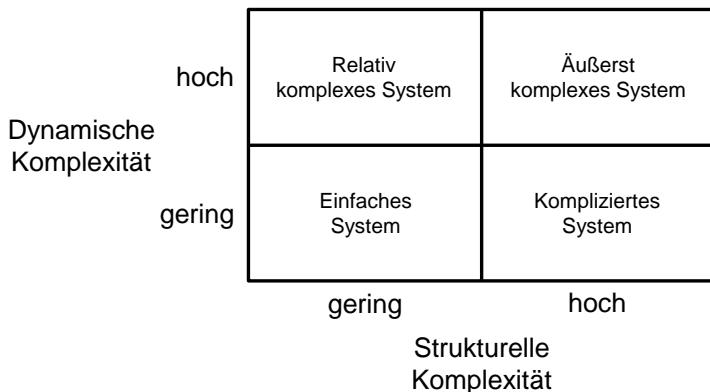 hoch
Relativ
komplexes System
Äußerst
komplexes System
Dynamische
Komplexität
gering
Einfaches
System
Kompliziertes
System
gering
hoch
Strukturelle
Komplexität